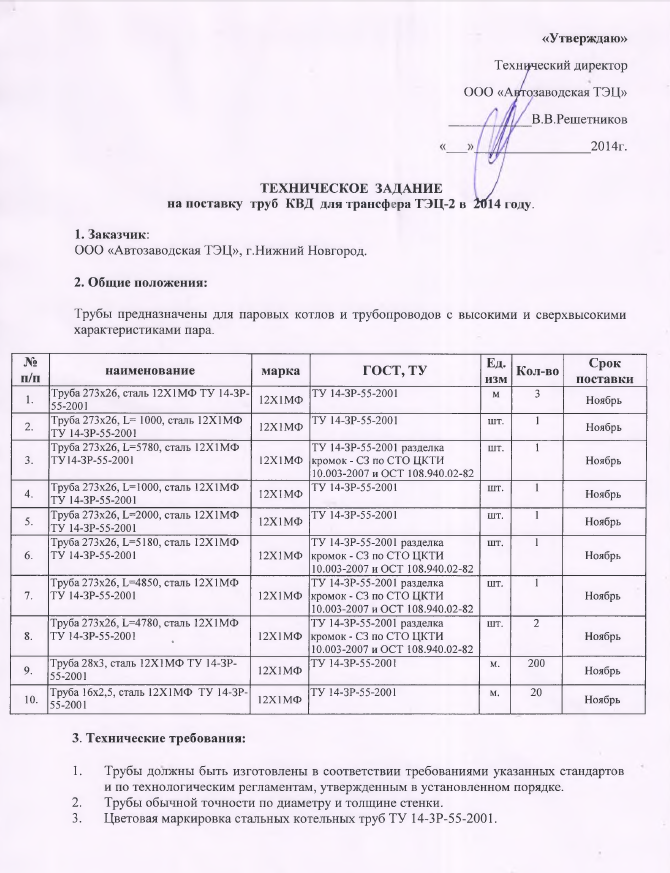 «Утверждаю»
Технический директор
ООО «Автозаводская ТЭЦ»
_____________В.В.Решетников
«___»__________________2014г.
ТЕХНИЧЕСКОЕ ЗАДАНИЕ
на поставку труб КВД для трансфера ТЭЦ-2 в 2014 году.
1. Заказчик:
ООО «Автозаводская ТЭЦ», г.Нижний Новгород.
2. Общие положения:
Трубы предназначены для паровых котлов и трубопроводов с высокими и сверхвысокими
характеристиками пара.
№ п/п наименование марка ГОСТ, ТУ Ед. изм Кол-во Срок поставки
1. Труба 273х26, сталь 12Х1МФ ТУ 14-3Р- 12Х1МФ ТУ 14-3Р-55-2001 м 3 Ноябрь
55-2001
2. Труба 273х26, L= 1000, сталь 12Х1МФ 12Х1МФ ТУ 14-3Р-55-2001 шт. 1 Ноябрь
ТУ 14-3Р-55-2001
3. Труба 273х26, L=5780, сталь 12Х1МФ 12Х1МФ ТУ 14-3Р-55-2001 разделка шт. 1 Ноябрь
ТУ14-3Р-55-2001 кромок - С3 по СТО ЦКТИ
10.003-2007 и ОСТ 108.940.02-82
4. Труба 273х26, L=1000, сталь 12Х1МФ 12Х1МФ ТУ 14-3Р-55-2001 шт. 1 Ноябрь
ТУ 14-3Р-55-2001
5. Труба 273х26, L=2000, сталь 12Х1МФ 12Х1МФ ТУ 14-3Р-55-2001 шт. 1 Ноябрь
ТУ 14-3Р-55-2001
6. Труба 273х26, L=5180, сталь 12Х1МФ 12Х1МФ ТУ 14-3Р-55-2001 разделка шт. 1 Ноябрь
ТУ 14-3Р-55-2001 кромок - С3 по СТО ЦКТИ
10.003-2007 и ОСТ 108.940.02-82
7. Труба 273х26, L=4850, сталь 12Х1МФ 12Х1МФ ТУ 14-3Р-55-2001 разделка шт. 1 Ноябрь
ТУ 14-3Р-55-2001 кромок - С3 по СТО ЦКТИ
10.003-2007 и ОСТ 108.940.02-82
8. Труба 273х26, L=4780, сталь 12Х1МФ 12Х1МФ ТУ 14-3Р-55-2001 разделка шт. 2 Ноябрь
ТУ 14-3Р-55-2001 кромок - С3 по СТО ЦКТИ
10.003-2007 и ОСТ 108.940.02-82
9. Труба 28х3, сталь 12Х1МФ ТУ 14-3Р- 12Х1МФ ТУ 14-3Р-55-2001 м. 200 Ноябрь
55-2001
10. Труба 16х2,5, сталь 12Х1МФ ТУ 14-3Р- 12Х1МФ ТУ 14-3Р-55-2001 м. 20 Ноябрь
55-2001
3. Технические требования:
1. Трубы должны быть изготовлены в соответствии требованиями указанных стандартов
и по технологическим регламентам, утвержденным в установленном порядке.
2. Трубы обычной точности по диаметру и толщине стенки.
3. Цветовая маркировка стальных котельных труб ТУ 14-3Р-55-2001.